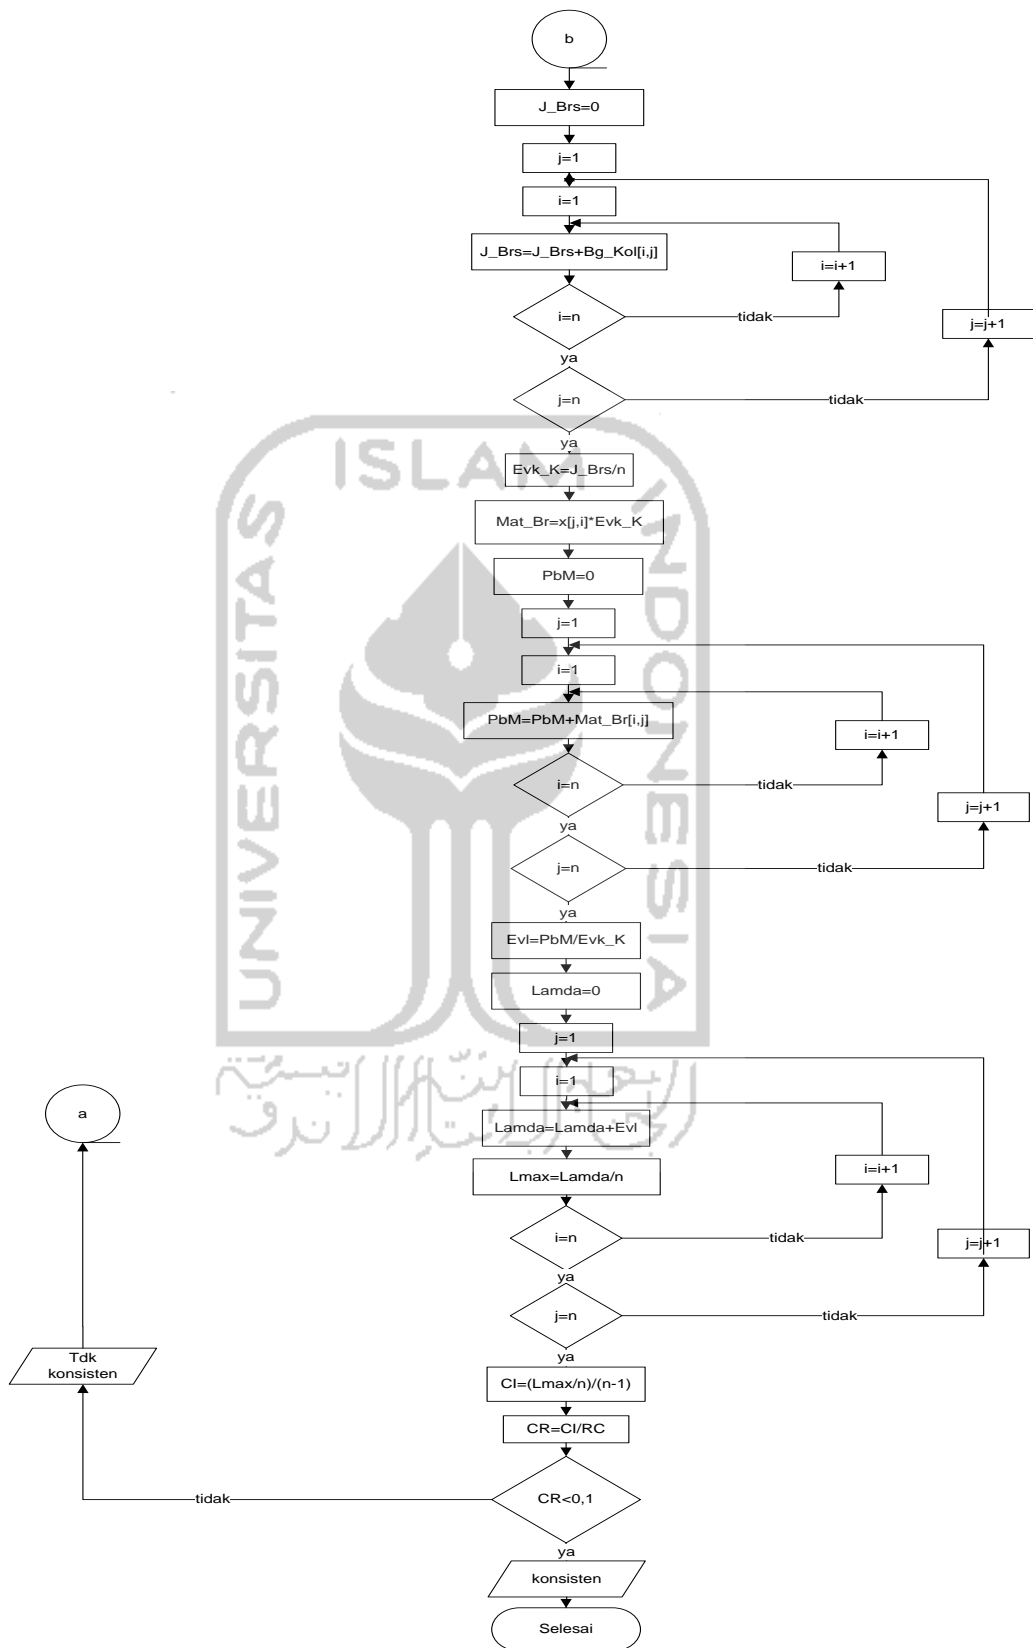 b
J_Brs=0
j=1
i=1
J_Brs=J_Brs+Bg_Kol[i,j]
i=i+1
i=n
tidak
j=j+1
ya
j=n
tidak
ya
ISLAM
UNIVERSITAS
INDONESIA
Evk_K=J_Brs/n
Mat_Br=x[j,i]*Evk_K
PbM=0
j=1
i=1
PbM=PbM+Mat_Br[i,j]
i=i+1
i=n
tidak
j=j+1
ya
j=n
tidak
ya
Evl=PbM/Evk_K
Lamda=0
j=1
i=1
a
Lamda=Lamda+Evl
Lmax=Lamda/n
i=i+1
i=n
tidak
j=j+1
ya
j=n
tidak
ya
Tdk
konsisten
CI=(Lmax/n)/(n-1)
CR=CI/RC
CR<0,1
tidak
ya
konsisten
Selesai